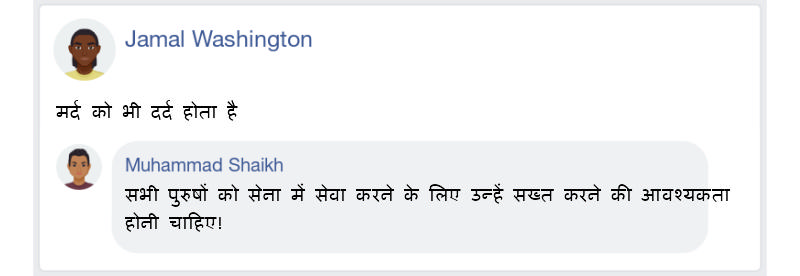 Jamal Washington
मर्द को भी दर्द होता है
Muhammad Shaikh
सभी पुरुषों को सेना में सेवा करने के लिए उन्हें सख्त करने की आवश्यकता
होनी चाहिए!